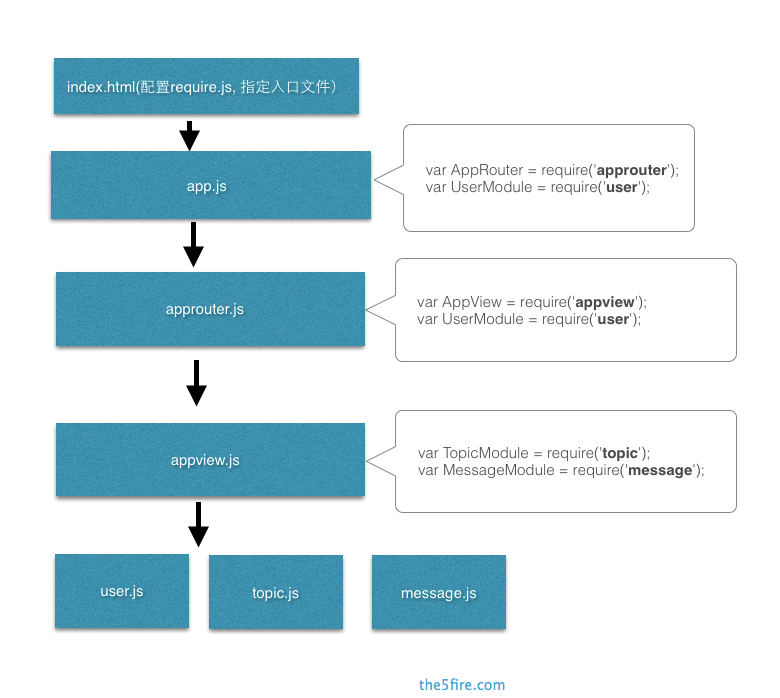 index.html(配置require.js, 指定入口文件）
app.js
var AppRouter = require('approuter');
var UserModule = require('user');
approuter.js
var AppView = require('appview');
var UserModule = require('user');
appview.js
var TopicModule = require('topic');
var MessageModule = require('message');
user.js
topic.js
message.js
the5fire.com